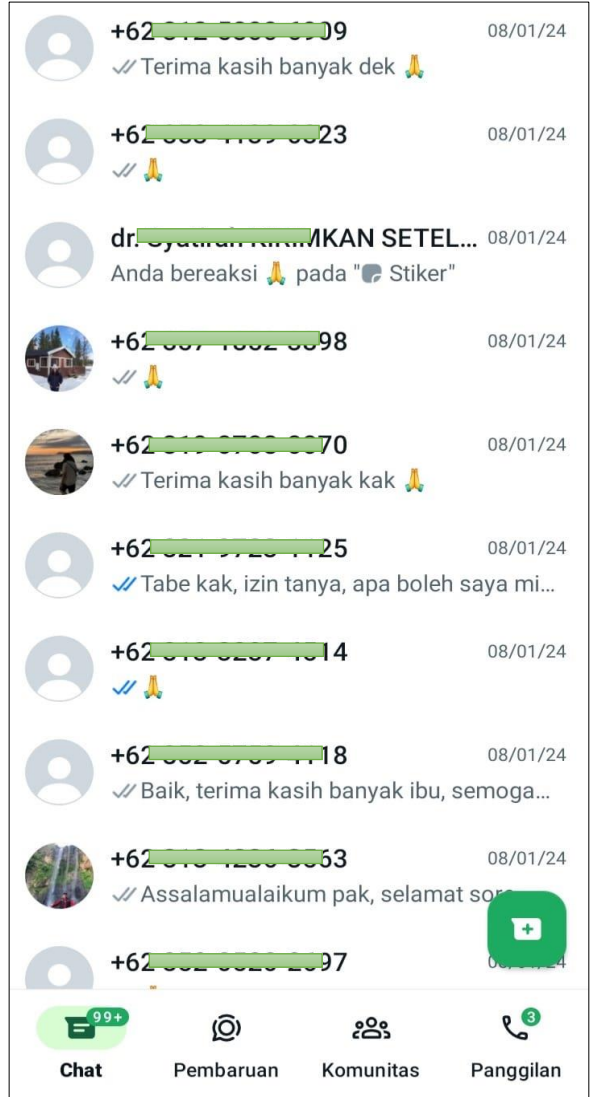 +62 09
08/01/24
Terima kasih banyak dek 🙏
+62 23
08/01/24
🙏
dr. MKAN SETEL...
08/01/24
Anda bereaksi 🙏 pada " Stiker"
+62 98
08/01/24
🙏
+62 70
08/01/24
Terima kasih banyak kak 🙏
+62 25
08/01/24
Tabe kak, izin tanya, apa boleh saya mi...
+62 14
08/01/24
🙏
+62 18
08/01/24
Baik, terima kasih banyak ibu, semoga...
+62 63
08/01/24
Assalamualaikum pak, selamat sore
+62 97
99+
3
Chat
Pembaruan
Komunitas
Panggilan